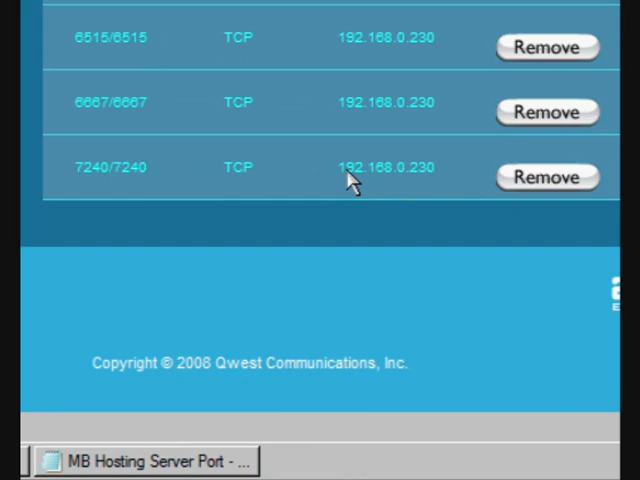 6515/6515 TCP 192.168.0.230 Remove
6667/6667 TCP 192.168.0.230 Remove
7240/7240 TCP 192.168.0.230 Remove
Copyright © 2008 Qwest Communications, Inc.
MB Hosting Server Port - ...